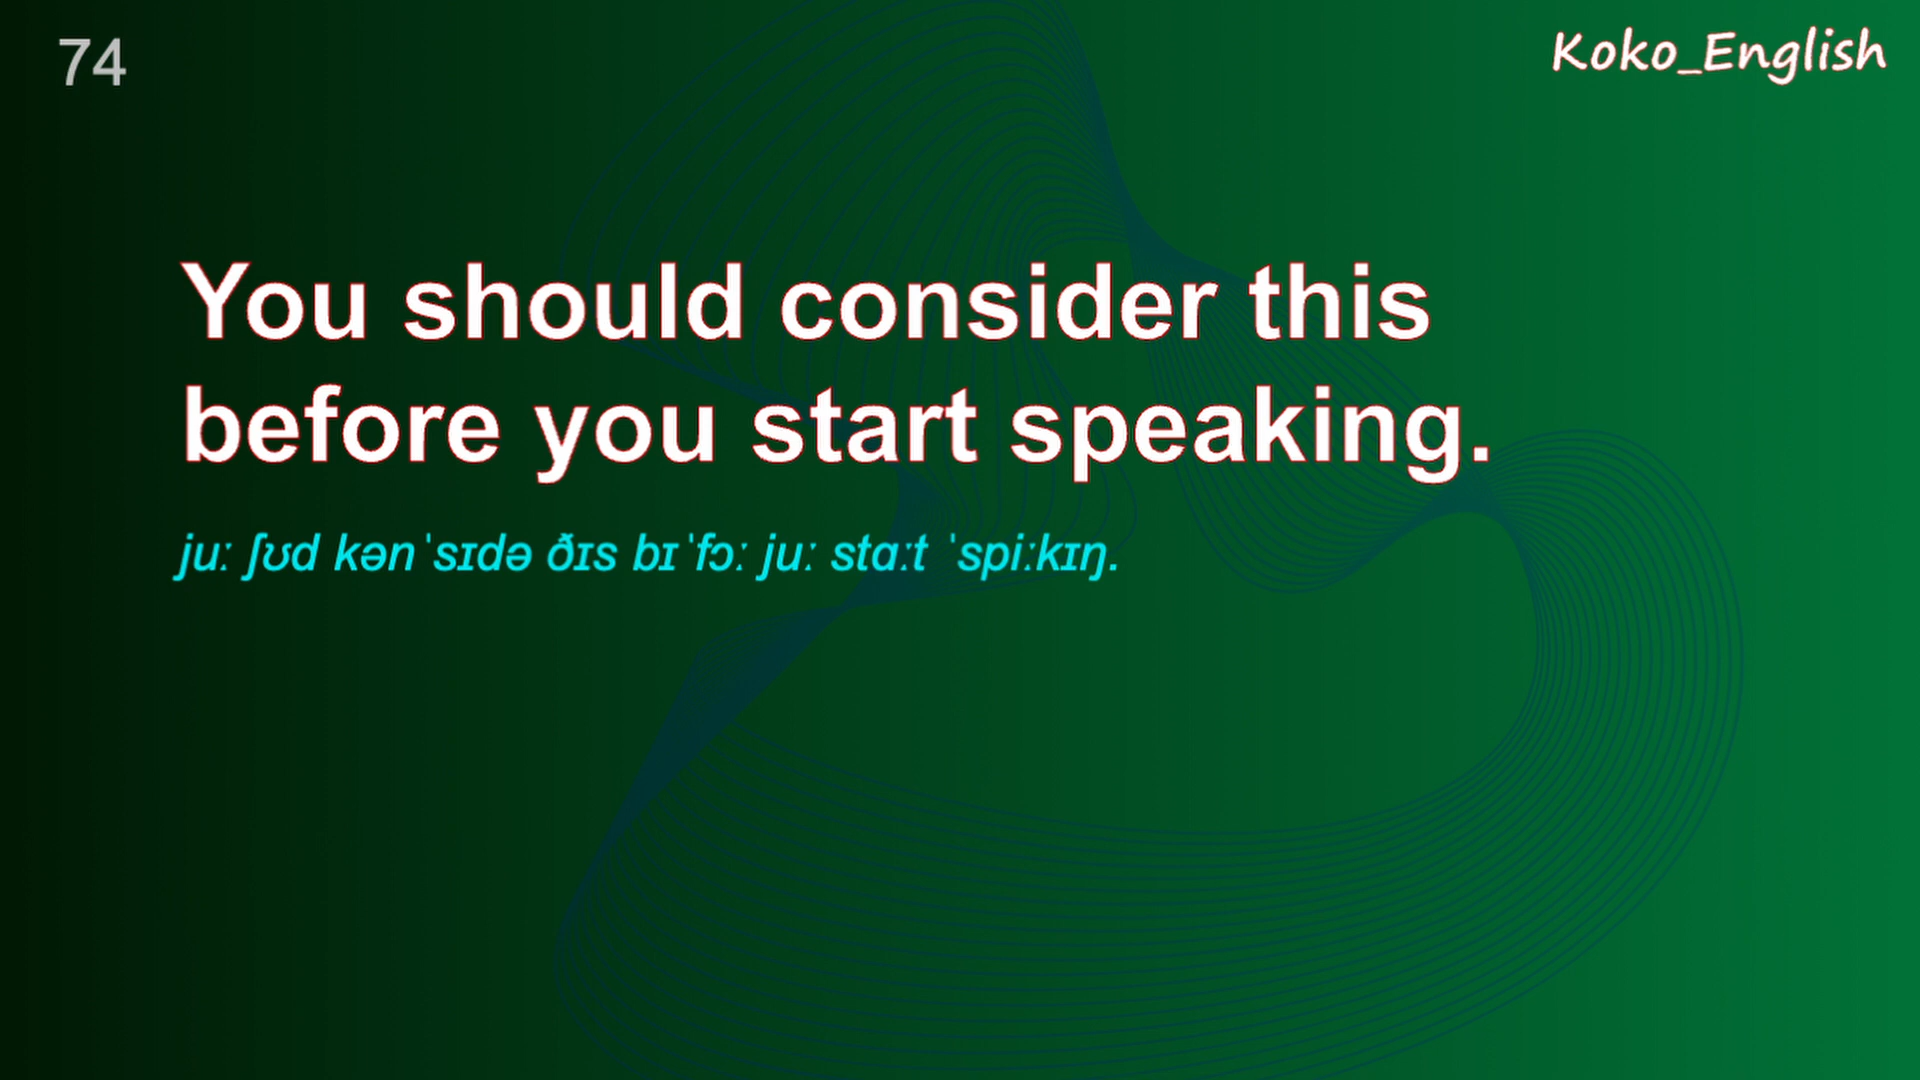 74
Koko_English
You should consider this
before you start speaking.
juː ʃʊd kənˈsɪdə ðɪs bɪˈfɔː juː stɑːt ˈspiːkɪŋ.